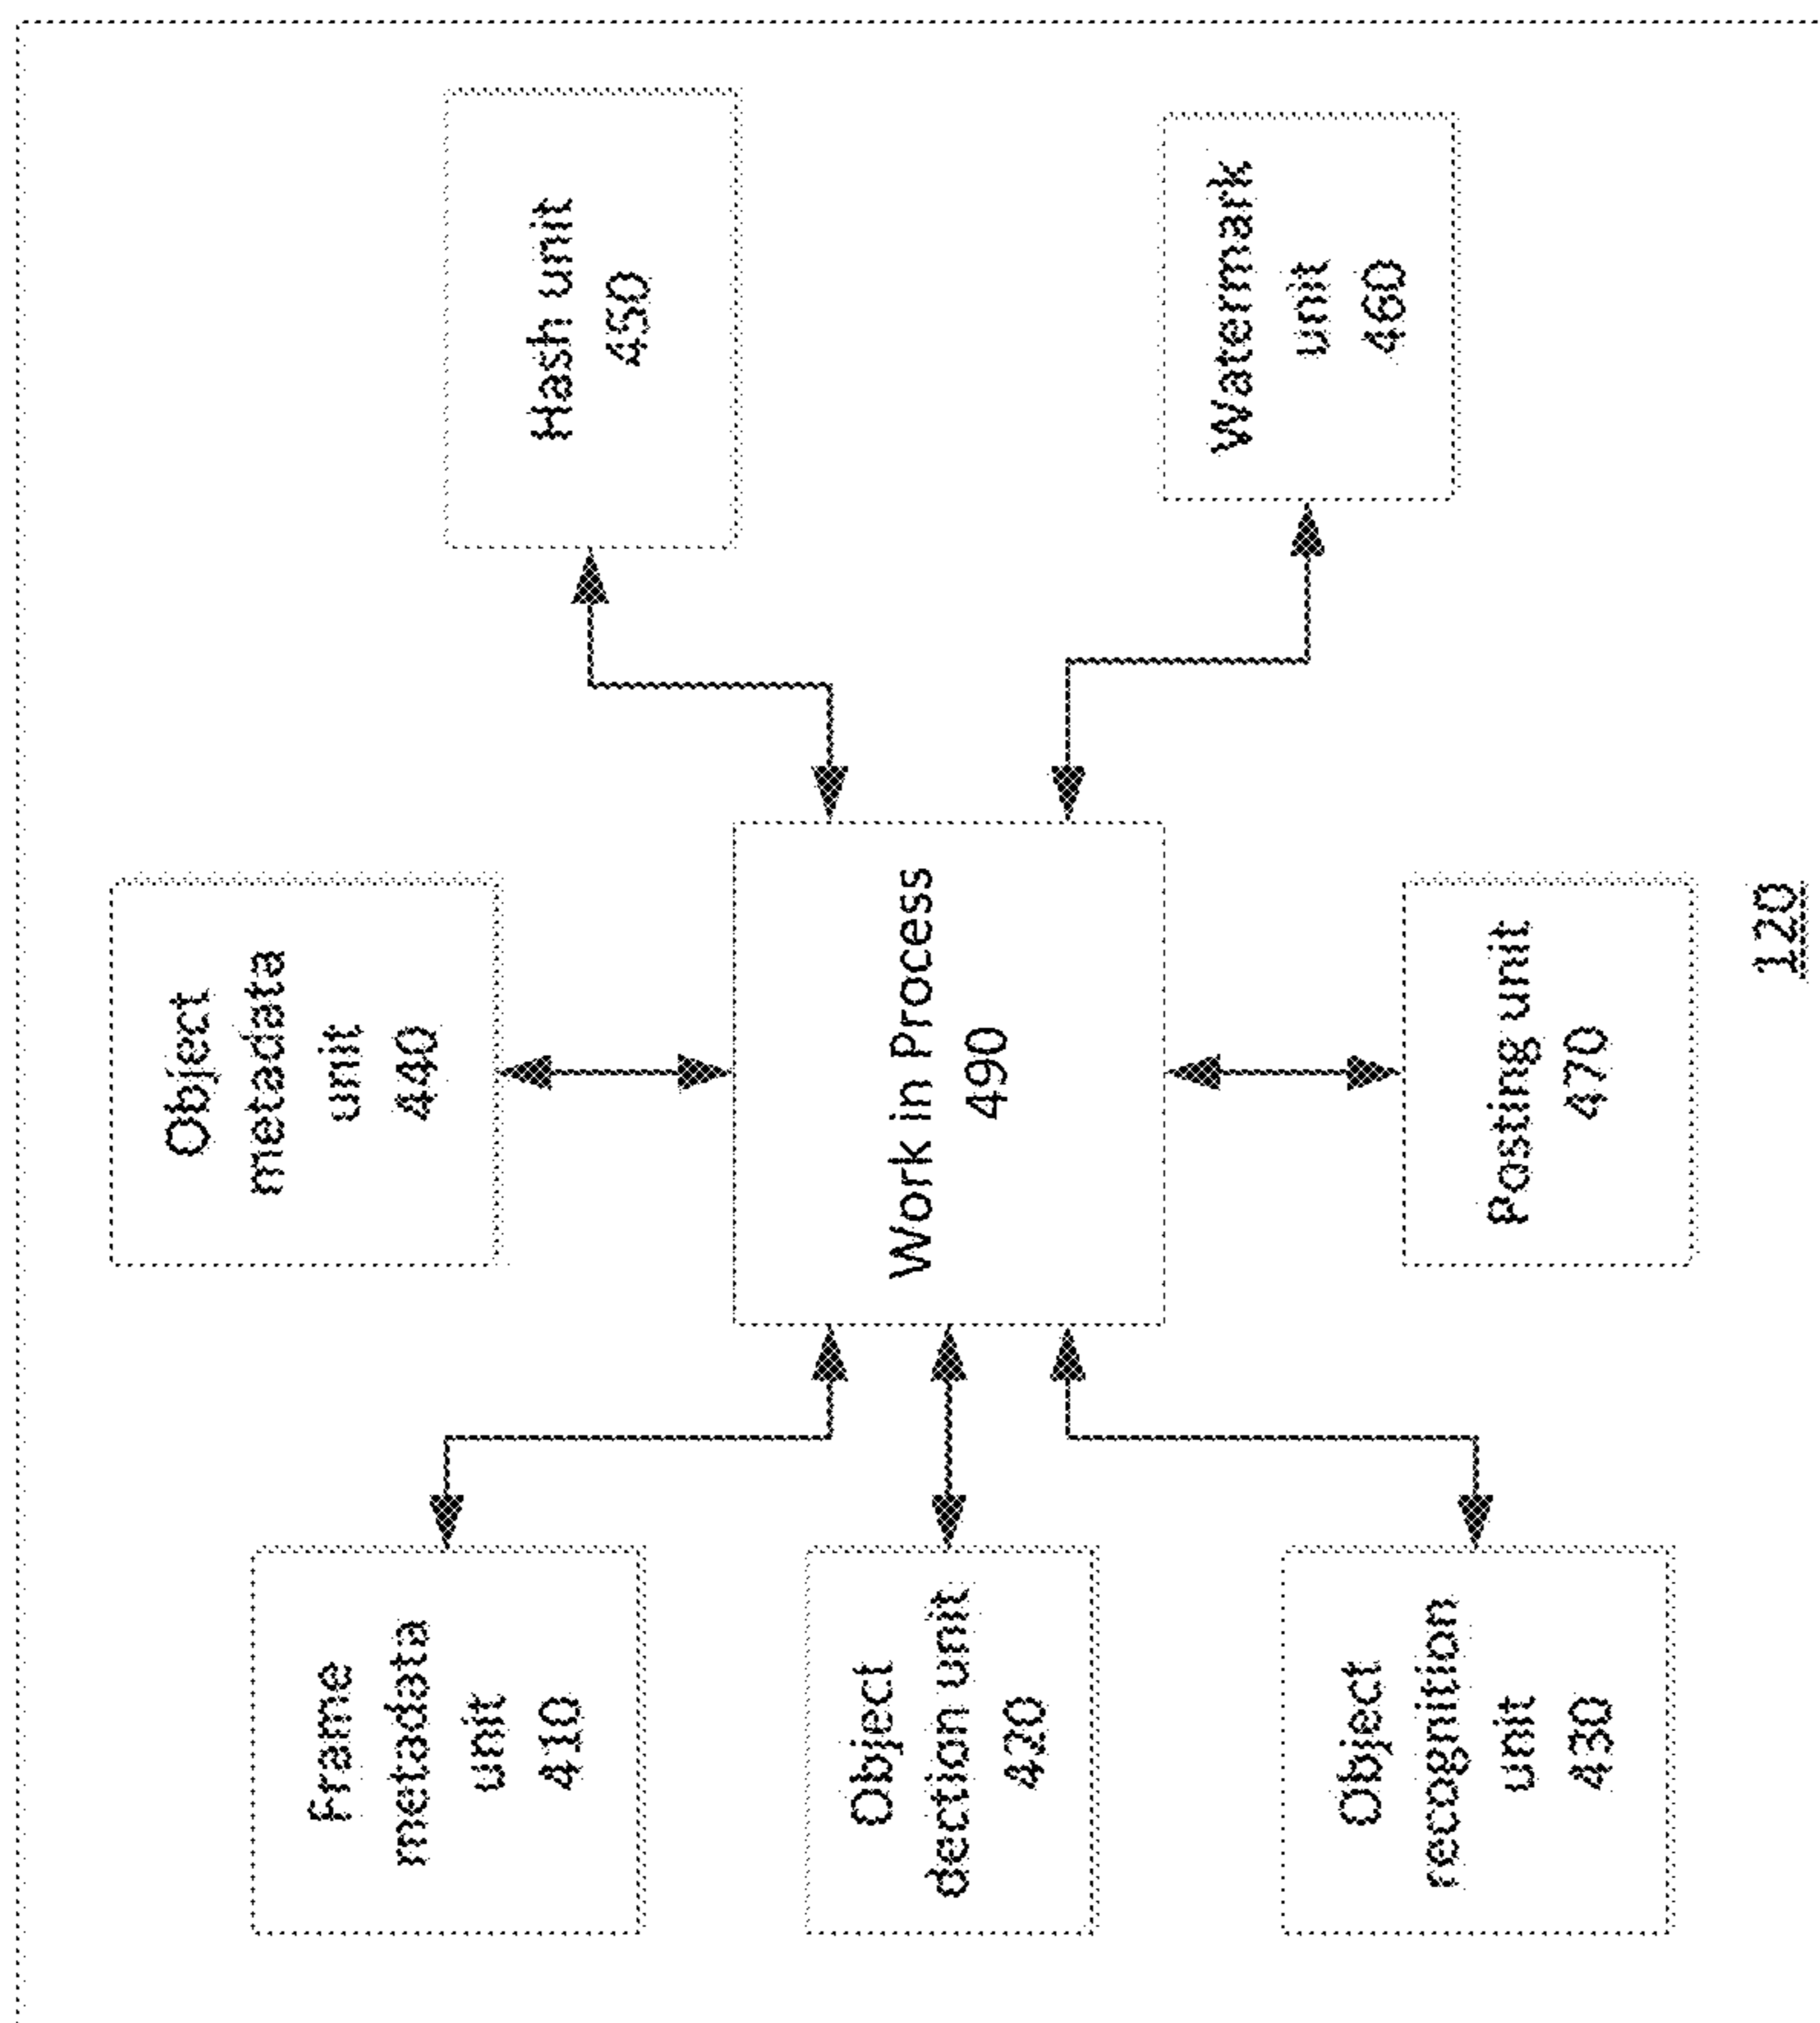 Frame
metadata
unit
410
Object
dection unit
420
Object
recognition
unit
430
Object
metadata
unit
440
Work in Process
490
Posting unit
470
Hash unit
450
Watermark
unit
460
120